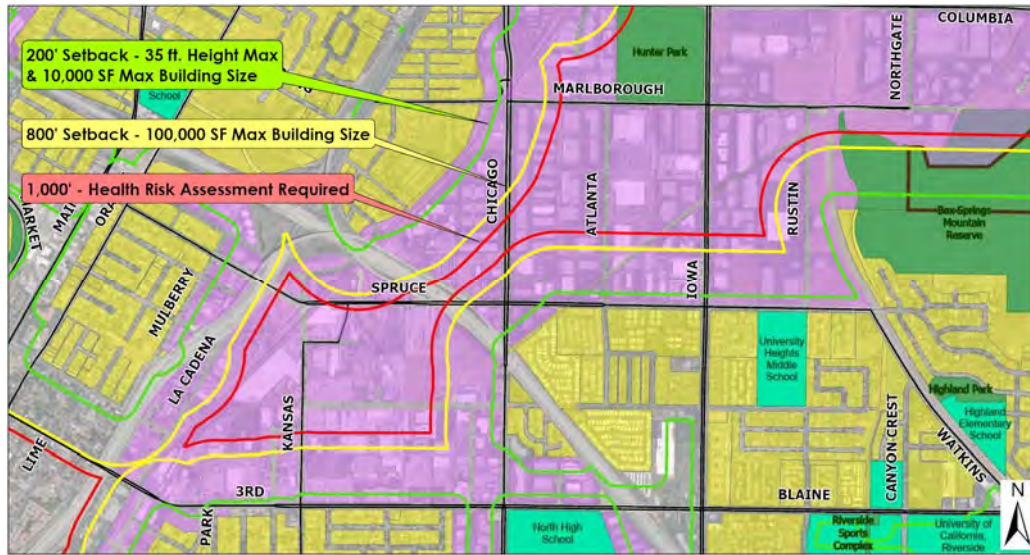 COLUMBIA
NORTHGATE
200' Setback - 35 ft. Height Max
& 10,000 SF Max Building Size
Hunter Park
School
MARLBOROUGH
800' Setback - 100,000 SF Max Building Size
CHICAGO
1,000' - Health Risk Assessment Required
MAIN
MARKET
ATLANTA
RUSTIN
Box Springs
Mountain
Reserve
MULBERRY
SPRUCE
IOWA
LA CADENA
University
Heights
Middle
School
KANSAS
Highland Park
Highland
Elementary
School
LIME
CANYON CREST
WATKINS
3RD
BLAINE
PARK
North High
School
Riverside
Sports
Complex
University of
California,
Riverside
N